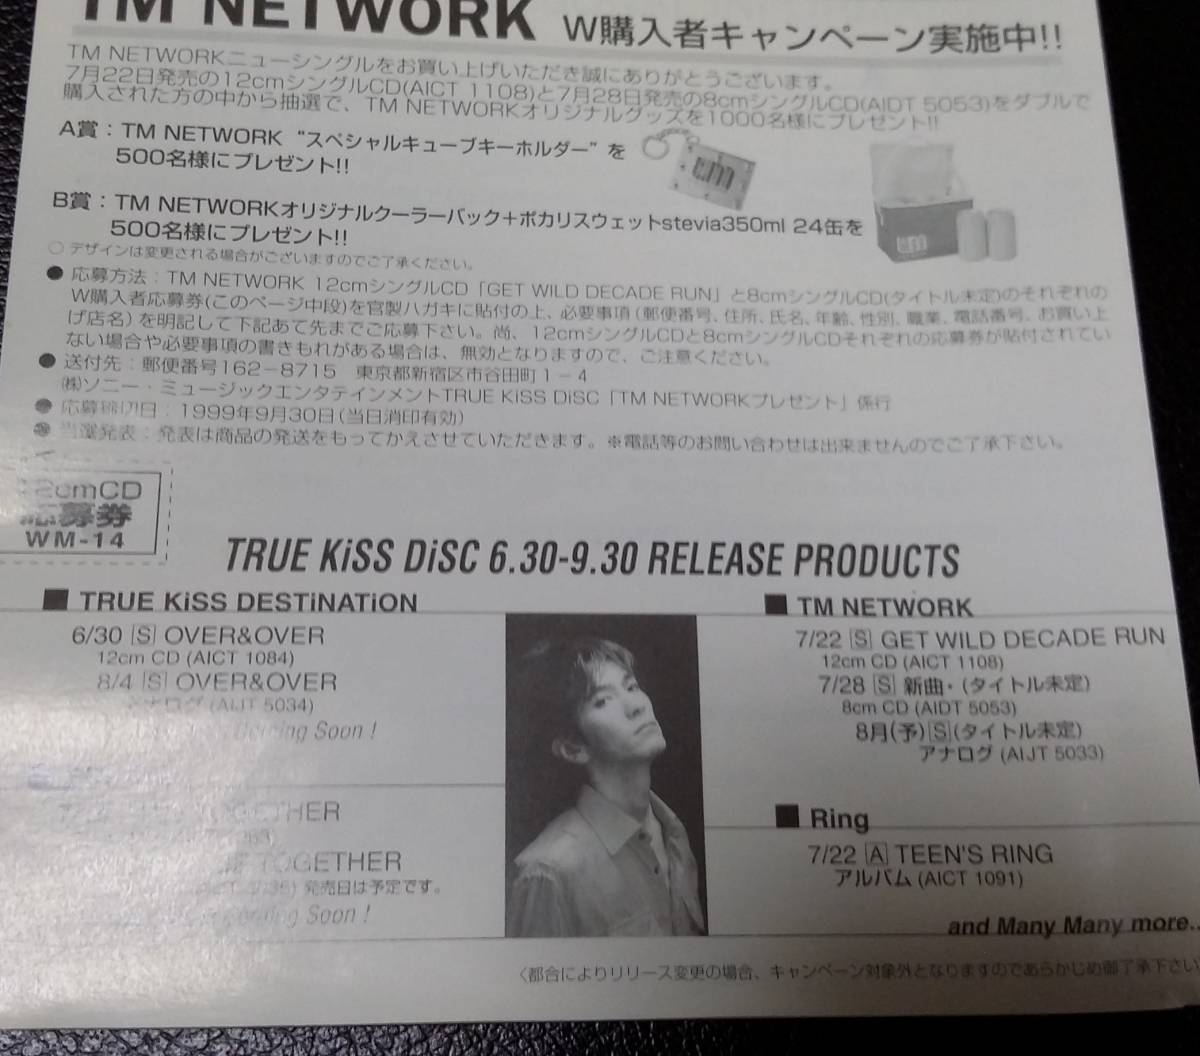 TM NETWORK W購入者キャンペーン実施中!!
TM NETWORKニューシングルをお買い上げいただき誠にありがとうございます。
7月22日発売の12cmシングルCD(AICT 1108)と7月28日発売の8cmシングルCD(AIDT 5053)をダブルで
購入された方の中から抽選で、TM NETWORKオリジナルグッズを1000名様にプレゼント!!
A賞：TM NETWORK “スペシャルキューブキーホルダー” を
500名様にプレゼント!!
B賞：TM NETWORKオリジナルクーラーバック＋ポカリスウェットstevia350ml 24缶を
500名様にプレゼント!!
○ デザインは変更される場合がございますのでご了承ください。
● 応募方法：TM NETWORK 12cmシングルCD「GET WILD DECADE RUN」と8cmシングルCD(タイトル未定)のそれぞれの
W購入者応募券(このページ中段)を官製ハガキに貼付の上、必要事項（郵便番号、住所、氏名、年齢、性別、職業、電話番号、お買い上
げ店名）を明記して下記あて先までご応募下さい。尚、12cmシングルCDと8cmシングルCDそれぞれの応募券が貼付されてい
ない場合や必要事項の書きもれがある場合は、無効となりますので、ご注意ください。
● 送付先：郵便番号162－8715　東京都新宿区市谷田町1－4
㈱ソニー・ミュージックエンタテインメントTRUE KiSS DiSC「TM NETWORKプレゼント」係行
● 応募締切日：1999年9月30日(当日消印有効)
● 当選発表：発表は商品の発送をもってかえさせていただきます。※電話等のお問い合わせは出来ませんのでご了承下さい。
12cmCD
応募券
WM-14
TRUE KiSS DiSC 6.30-9.30 RELEASE PRODUCTS
■ TRUE KiSS DESTiNATiON
6/30 [S] OVER&OVER
12cm CD (AICT 1084)
8/4 [S] OVER&OVER
アナログ (AIJT 5034)
Coming Soon !
TOGETHER
TOGETHER
発売日は予定です。
Coming Soon !
■ TM NETWORK
7/22 [S] GET WILD DECADE RUN
12cm CD (AICT 1108)
7/28 [S] 新曲・(タイトル未定)
8cm CD (AIDT 5053)
8月(予)[S](タイトル未定)
アナログ (AIJT 5033)
■ Ring
7/22 [A] TEEN'S RING
アルバム (AICT 1091)
and Many Many more..
〈都合によりリリース変更の場合、キャンペーン対象外となりますのであらかじめ御了承下さい